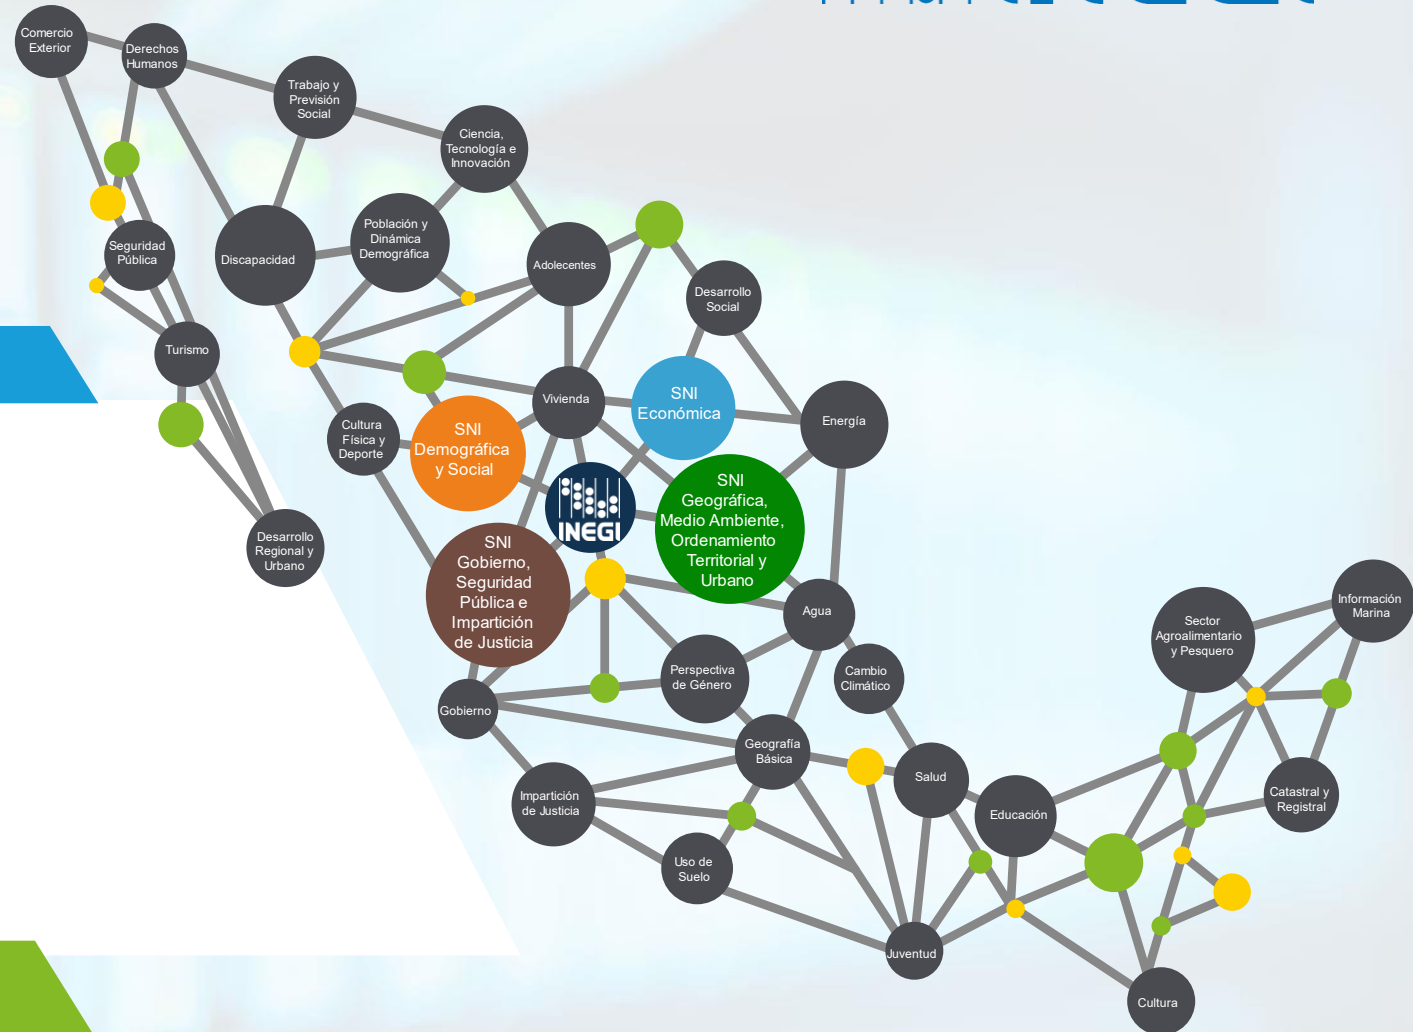 Comercio
Exterior
Derechos
Humanos
Trabajo y
Previsión
Social
Ciencia,
Tecnología e
Innovación
Seguridad
Pública
Discapacidad
Población y
Dinámica
Demográfica
Adolecentes
Desarrollo
Social
Turismo
Vivienda
SNI
Económica
Energía
Cultura
Física y
Deporte
SNI
Demográfica
y Social
INEGI
SNI
Geográfica,
Medio Ambiente,
Ordenamiento
Territorial y
Urbano
Desarrollo
Regional y
Urbano
SNI
Gobierno,
Seguridad
Pública e
Impartición
de Justicia
Agua
Sector
Agroalimentario
y Pesquero
Información
Marina
Perspectiva
de Género
Cambio
Climático
Gobierno
Geografía
Básica
Salud
Impartición
de Justicia
Educación
Catastral y
Registral
Uso de
Suelo
Juventud
Cultura